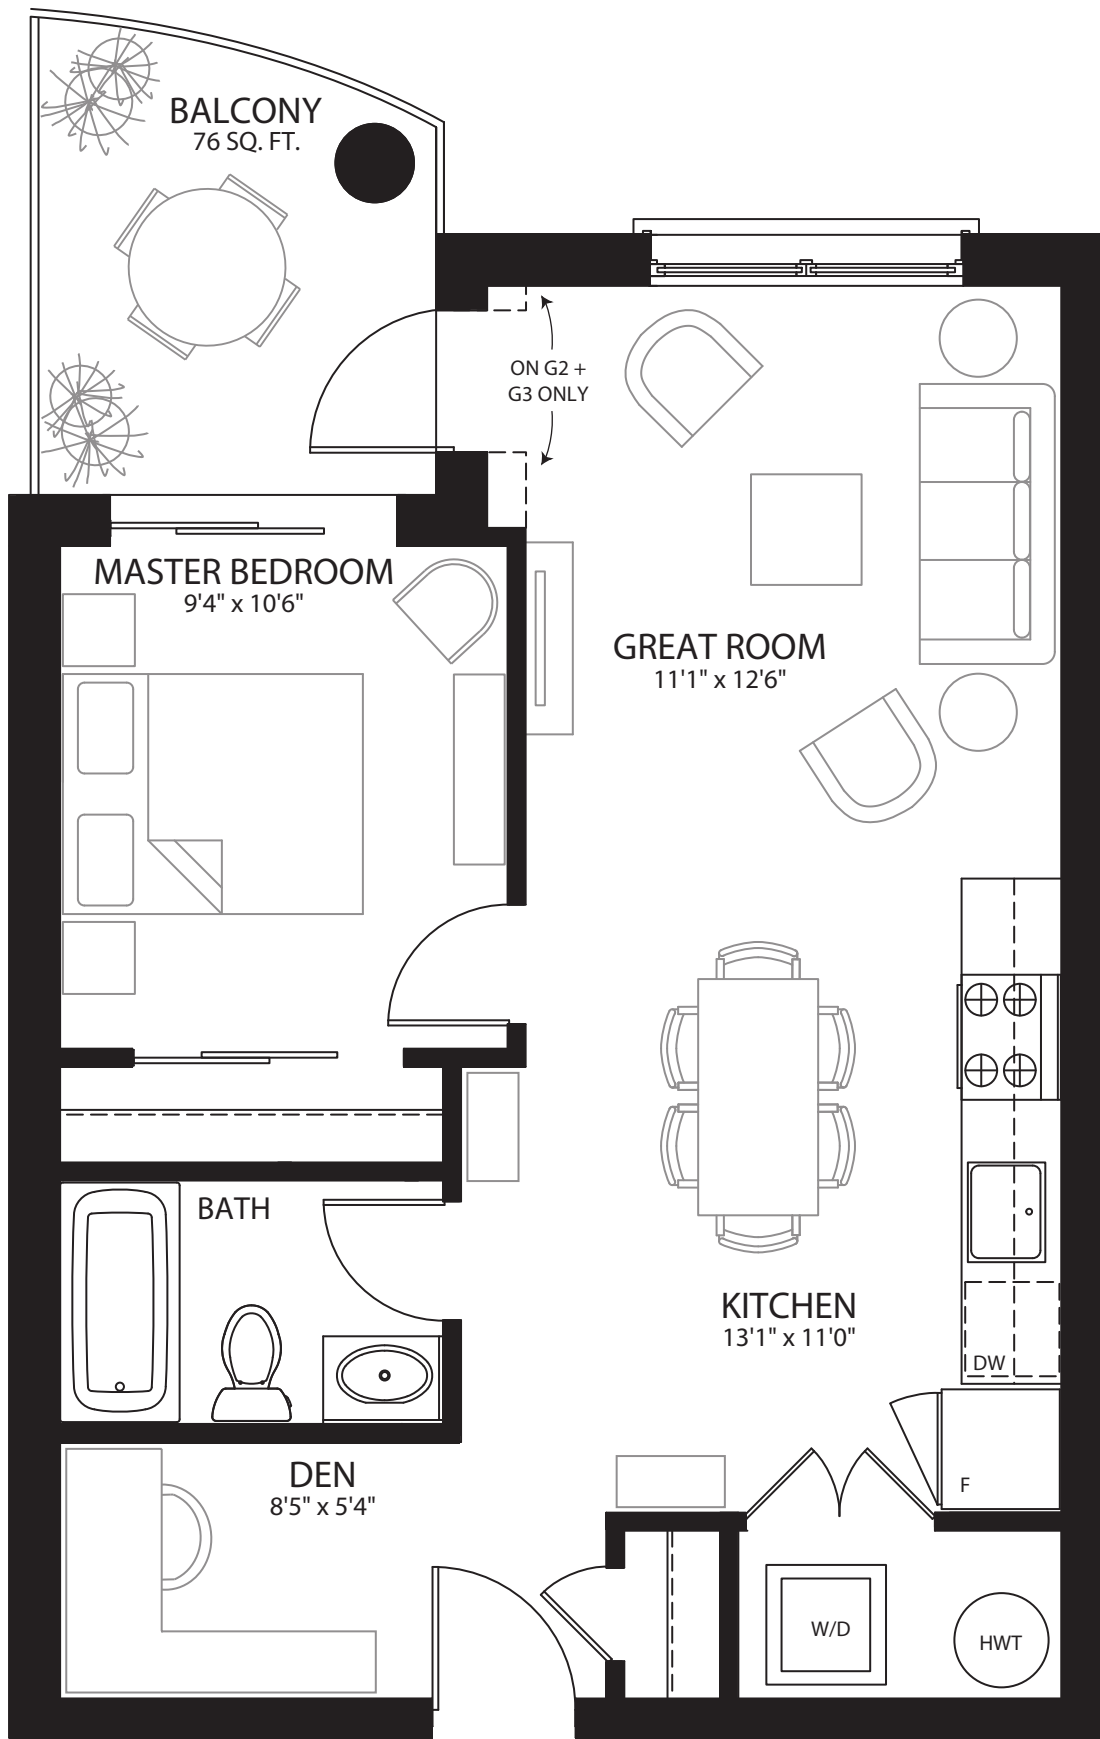 BALCONY
76 SQ. FT.
ON G2 +
G3 ONLY
MASTER BEDROOM
9'4" x 10'6"
GREAT ROOM
11'1" x 12'6"
BATH
KITCHEN
13'1" x 11'0"
DW
DEN
8'5" x 5'4"
F
W/D
HWT